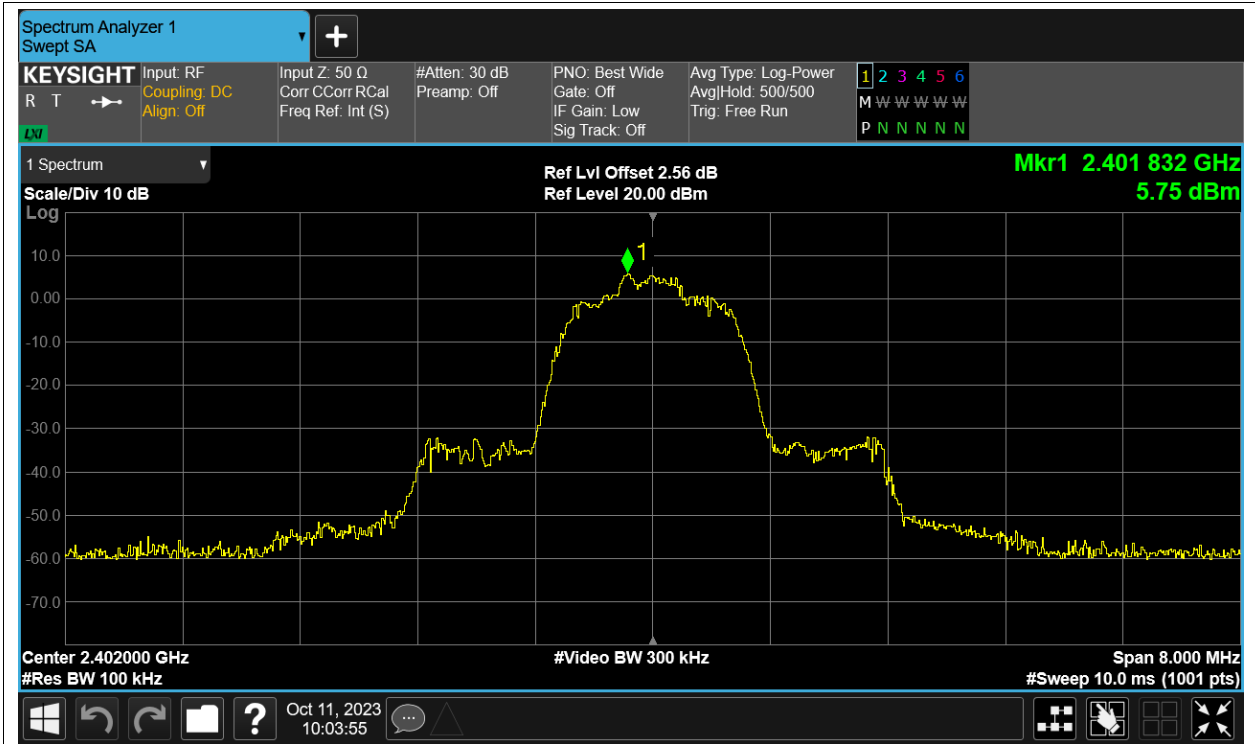 Spectrum Analyzer 1
Swept SA
+
KEYSIGHT
R T
LXI
Input: RF
Coupling: DC
Align: Off
Input Z: 50 Ω
Corr CCorr RCal
Freq Ref: Int (S)
#Atten: 30 dB
Preamp: Off
PNO: Best Wide
Gate: Off
IF Gain: Low
Sig Track: Off
Avg Type: Log-Power
Avg|Hold: 500/500
Trig: Free Run
1 2 3 4 5 6
M W W W W W
P N N N N N
1 Spectrum
Scale/Div 10 dB
Log
Ref Lvl Offset 2.56 dB
Ref Level 20.00 dBm
Mkr1 2.401 832 GHz
5.75 dBm
1
10.0
0.00
-10.0
-20.0
-30.0
-40.0
-50.0
-60.0
-70.0
Center 2.402000 GHz
#Video BW 300 kHz
Span 8.000 MHz
#Res BW 100 kHz
#Sweep 10.0 ms (1001 pts)
?
Oct 11, 2023
10:03:55